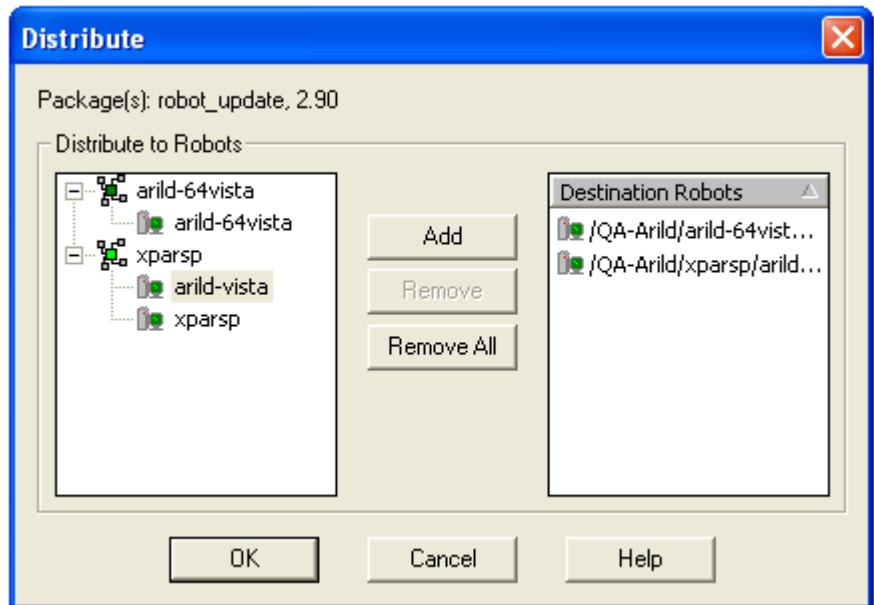 Distribute
Package(s): robot_update, 2.90
Distribute to Robots
arild-64vista
arild-64vista
xparsp
arild-vista
xparsp
Add
Remove
Remove All
Destination Robots
/QA-Arild/arild-64vist...
/QA-Arild/xparsp/arild...
OK
Cancel
Help